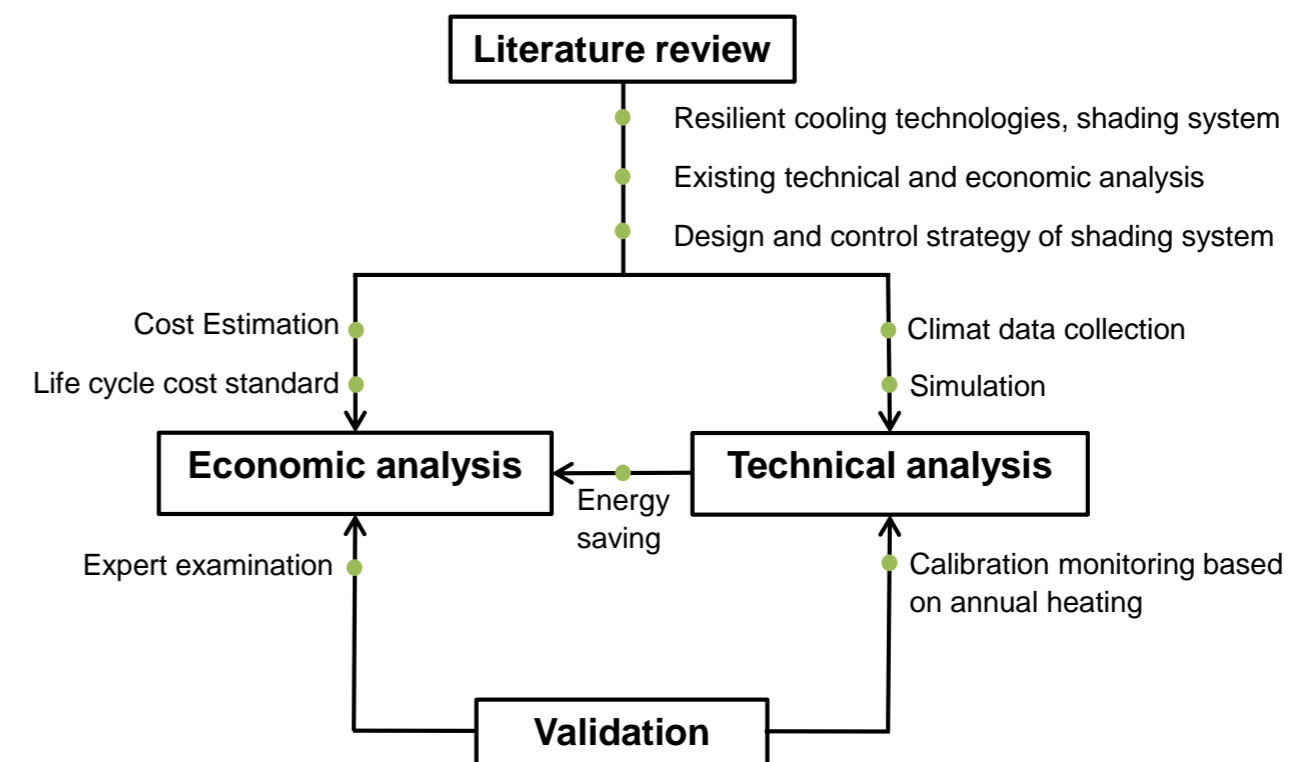 Literature review
Resilient cooling technologies, shading system
Existing technical and economic analysis
Design and control strategy of shading system
Cost Estimation
Life cycle cost standard
Climat data collection
Simulation
Economic analysis
Technical analysis
Energy
saving
Expert examination
Calibration monitoring based
on annual heating
Validation